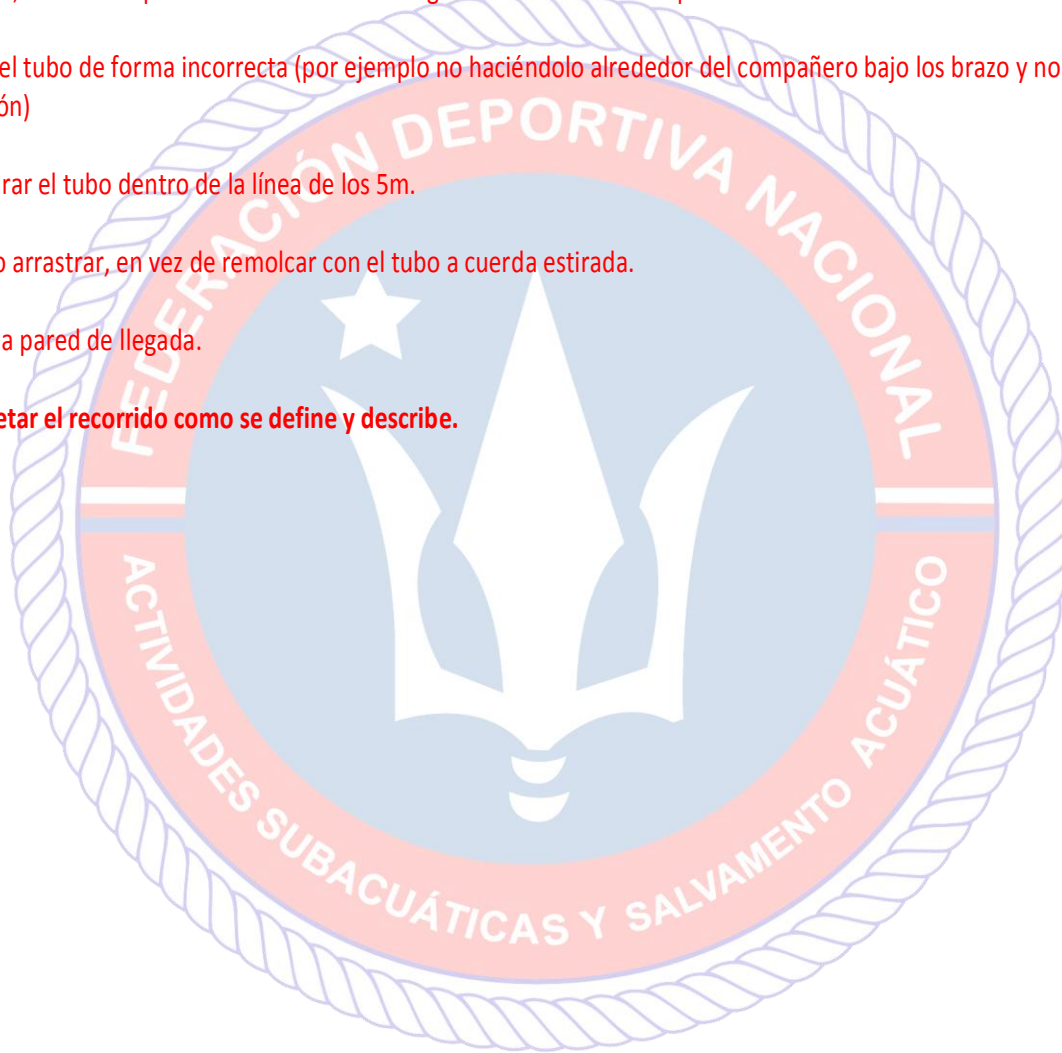 el tubo de forma incorrecta (por ejemplo no haciéndolo alrededor del compañero bajo los brazo y no
ón)
rar el tubo dentro de la línea de los 5m.
o arrastrar, en vez de remolcar con el tubo a cuerda estirada.
a pared de llegada.
etar el recorrido como se define y describe.
FEDERACIÓN DEPORTIVA NACIONAL
ACTIVIDADES SUBACUÁTICAS Y SALVAMENTO ACUÁTICO